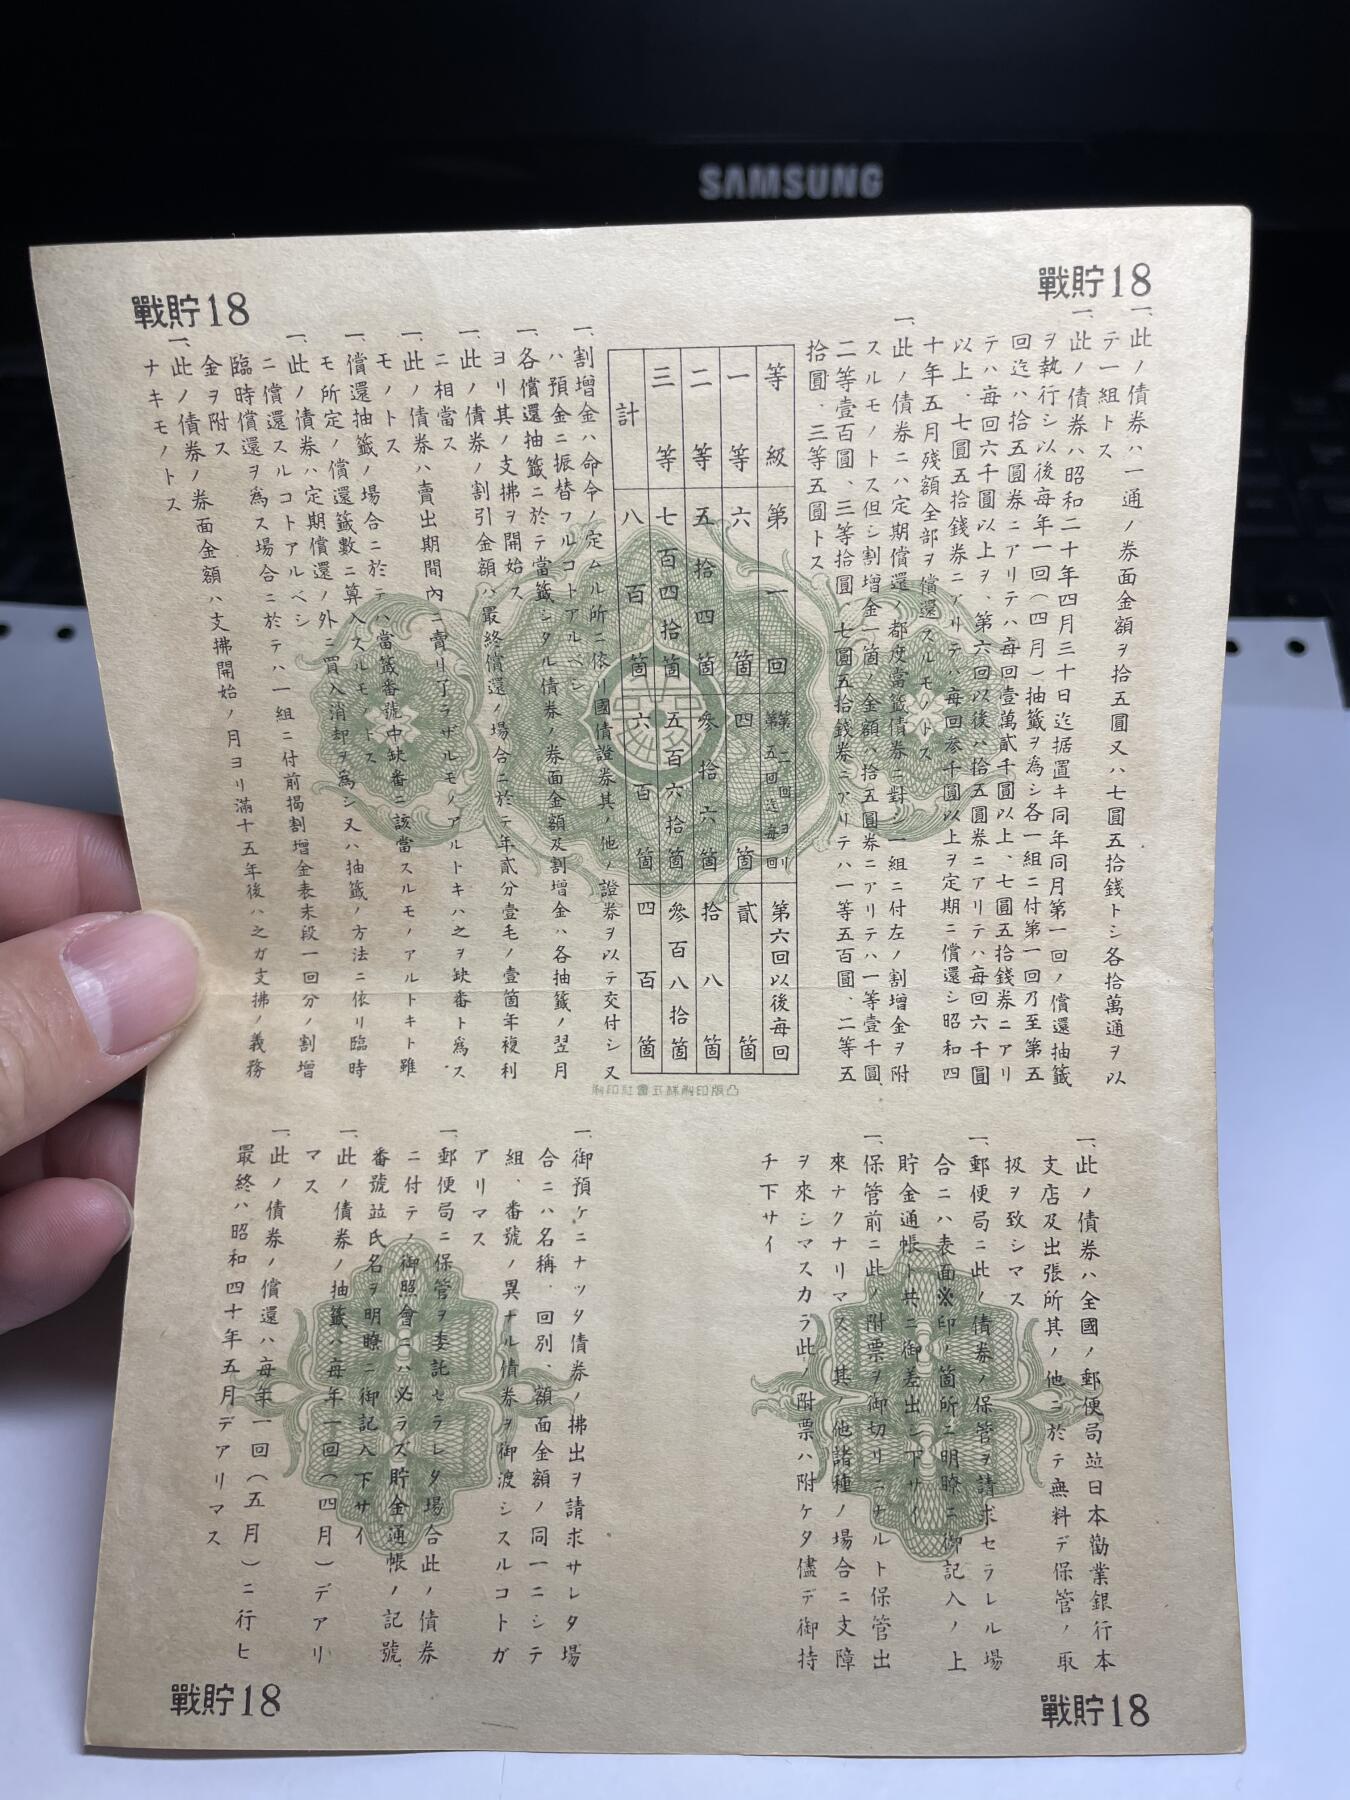 SAMSUNG
戰貯18
戰貯18
一、此ノ債券ハ一通ノ券面金額ヲ拾五圓又ハ七圓五拾錢トシ各拾萬通ヲ以
テ一組トス
一、此ノ債券ハ昭和二十年四月三十日迄据置キ同年同月第一回ノ償還抽籤
ヲ執行シ以後每年一回(四月)抽籤ヲ為シ各一組ニ付第一回乃至第五
回迄ハ拾五圓券ニアリテハ每回壹萬貳千圓以上、七圓五拾錢券ニアリ
テハ每回六千圓以上ヲ、第六回以後ハ拾五圓券ニアリテハ每回六千圓
以上、七圓五拾錢券ニアリテハ每回參千圓以上ヲ定期ニ償還シ昭和四
十年五月殘額全部ヲ償還スルモノトス
一、此ノ債券ニハ定期償還ノ都度當籤債券ニ對シ一組ニ付左ノ割增金ヲ附
スルモノトス但シ割增金一箇ノ金額ハ拾五圓券ニアリテハ一等壹千圓、
二等壹百圓、三等拾圓、七圓五拾錢券ニアリテハ一等五百圓、二等五
拾圓、三等五圓トス
等級 第一回 第二回ヨリ第五回迄每回 第六回以後每回
一等 六箇 四箇 貳箇
二等 五拾四箇 參拾六箇 拾八箇
三等 七百四拾箇 五百六拾箇 參百八拾箇
計 八百箇 六百箇 四百箇
凸版印刷株式會社印刷
一、割增金ハ命令ノ定ムル所ニ依リ國債證券其ノ他ノ證券ヲ以テ交付シ又
ハ預金ニ振替フルコトアルベシ
一、各償還抽籤ニ於テ當籤シタル債券ノ券面金額及割增金ハ各抽籤ノ翌月
ヨリ其ノ支拂ヲ開始ス
一、此ノ債券ノ割引金額ハ最終償還ノ場合ニ於テ年貳分壹毛ノ壹箇年複利
ニ相當ス
一、此ノ債券ハ賣出期間內ニ賣リ了ラザルモノアルトキハ之ヲ缺番ト為ス
モノトス
一、償還抽籤ノ場合ニ於テハ當籤番號中缺番ニ該當スルモノアルトキト雖
モ所定ノ償還籤數ニ算入スルモノトス
一、此ノ債券ハ定期償還ノ外ニ買入消却ヲ為シ又ハ抽籤ノ方法ニ依リ臨時
ニ償還スルコトアルベシ
臨時償還ヲ為ス場合ニ於テハ一組ニ付前揭割增金表末段一回分ノ割增
金ヲ附ス
一、此ノ債券ノ券面金額ハ支拂開始ノ月ヨリ滿十五年後ハ之ガ支拂ノ義務
ナキモノトス
一、此ノ債券ハ全國ノ郵便局竝日本勸業銀行本
支店及出張所其ノ他ニ於テ無料デ保管ノ取
扱ヲ致シマス
一、郵便局ニ此ノ債券ノ保管ヲ請求セラレル場
合ニハ表面※印ノ箇所ニ明瞭ニ御記入ノ上
貯金通帳ト共ニ御差出シ下サイ
一、保管前ニ此ノ附票ヲ御切リニナルト保管出
來ナクナリマス其ノ他諸種ノ場合ニ支障
ヲ來シマスカラ此ノ附票ハ附ケタ儘デ御持
チ下サイ
一、御預ケニナッタ債券ノ拂出ヲ請求サレタ場
合ニハ名稱、回別、額面金額ノ同一ニシテ
組、番號ノ異ナル債券ヲ御渡シスルコトガ
アリマス
一、郵便局ニ保管ヲ委託セラレタ場合此ノ債券
ニ付テノ御照會ニハ必ラズ貯金通帳ノ記號
番號竝氏名ヲ明瞭ニ御記入下サイ
一、此ノ債券ノ抽籤ハ每年一回(四月)デアリ
マス
一、此ノ債券ノ償還ハ每年一回(五月)ニ行ヒ
最終ハ昭和四十年五月デアリマス
戰貯18
戰貯18